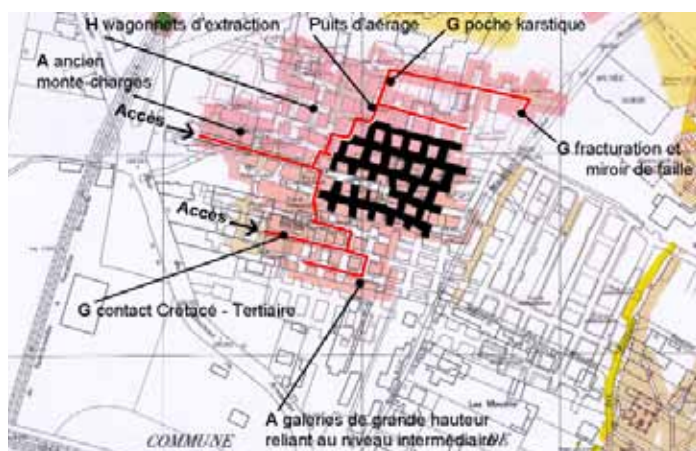 H wagonnets d'extraction
Puits d'aérage
G poche karstique
A ancien
monte-charges
Accès
G fracturation et
miroir de faille
Accès
G contact Crétacé - Tertiaire
A galeries de grande hauteur
reliant au niveau intermédiaire
COMMUNE
DE